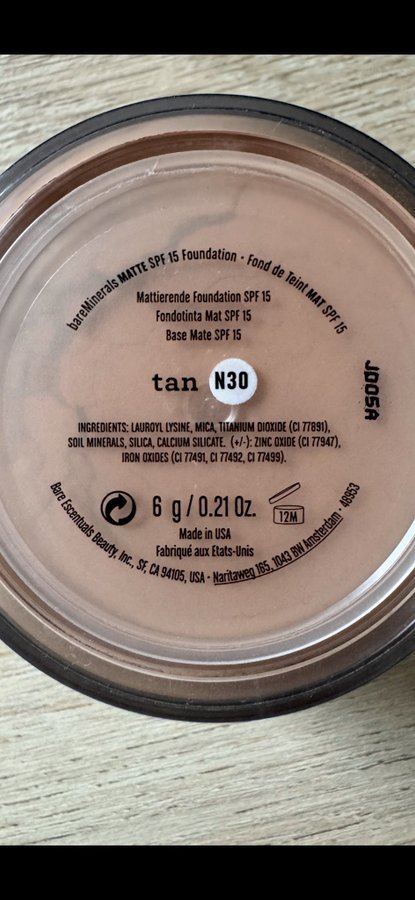 bareMinerals MATTE SPF 15 Foundation · Fond de Teint MAT SPF 15
Mattierende Foundation SPF 15
Fondotinta Mat SPF 15
Base Mate SPF 15
tan N30
JD05A
INGREDIENTS: LAUROYL LYSINE, MICA, TITANIUM DIOXIDE (CI 77891),
SOIL MINERALS, SILICA, CALCIUM SILICATE. (+/-): ZINC OXIDE (CI 77947),
IRON OXIDES (CI 77491, CI 77492, CI 77499).
6 g / 0.21 Oz.
12M
Made in USA
Fabriqué aux Etats-Unis
Bare Escentuals Beauty, Inc., SF, CA 94105, USA · Naritaweg 165, 1043 BW Amsterdam · 48953